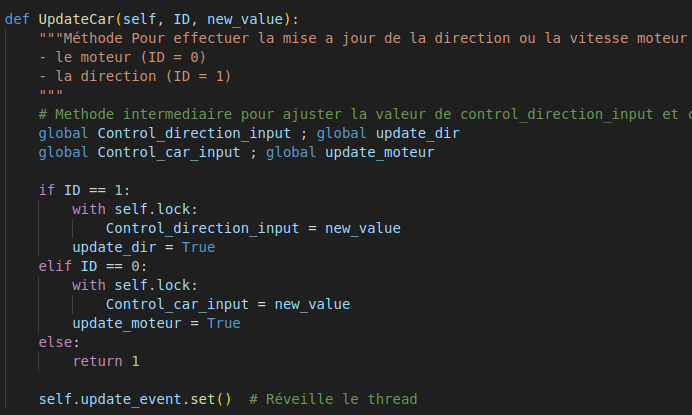 def UpdateCar(self, ID, new_value):
    """Méthode Pour effectuer la mise a jour de la direction ou la vitesse moteur
    - le moteur (ID = 0)
    - la direction (ID = 1)
    """
    # Methode intermediaire pour ajuster la valeur de control_direction_input et
    global Control_direction_input ; global update_dir
    global Control_car_input ; global update_moteur
    if ID == 1:
        with self.lock:
            Control_direction_input = new_value
        update_dir = True
    elif ID == 0:
        with self.lock:
            Control_car_input = new_value
        update_moteur = True
    else:
        return 1
    self.update_event.set()  # Réveille le thread